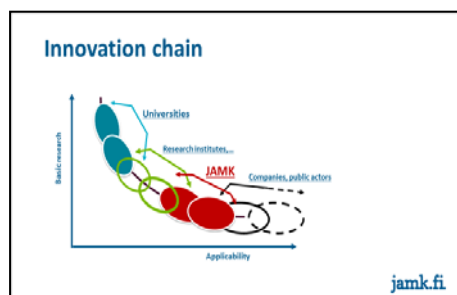 Innovation chain
Universities
Research institutes,...
JAMK
Companies, public actors
Basic research
Applicability
jamk.fi